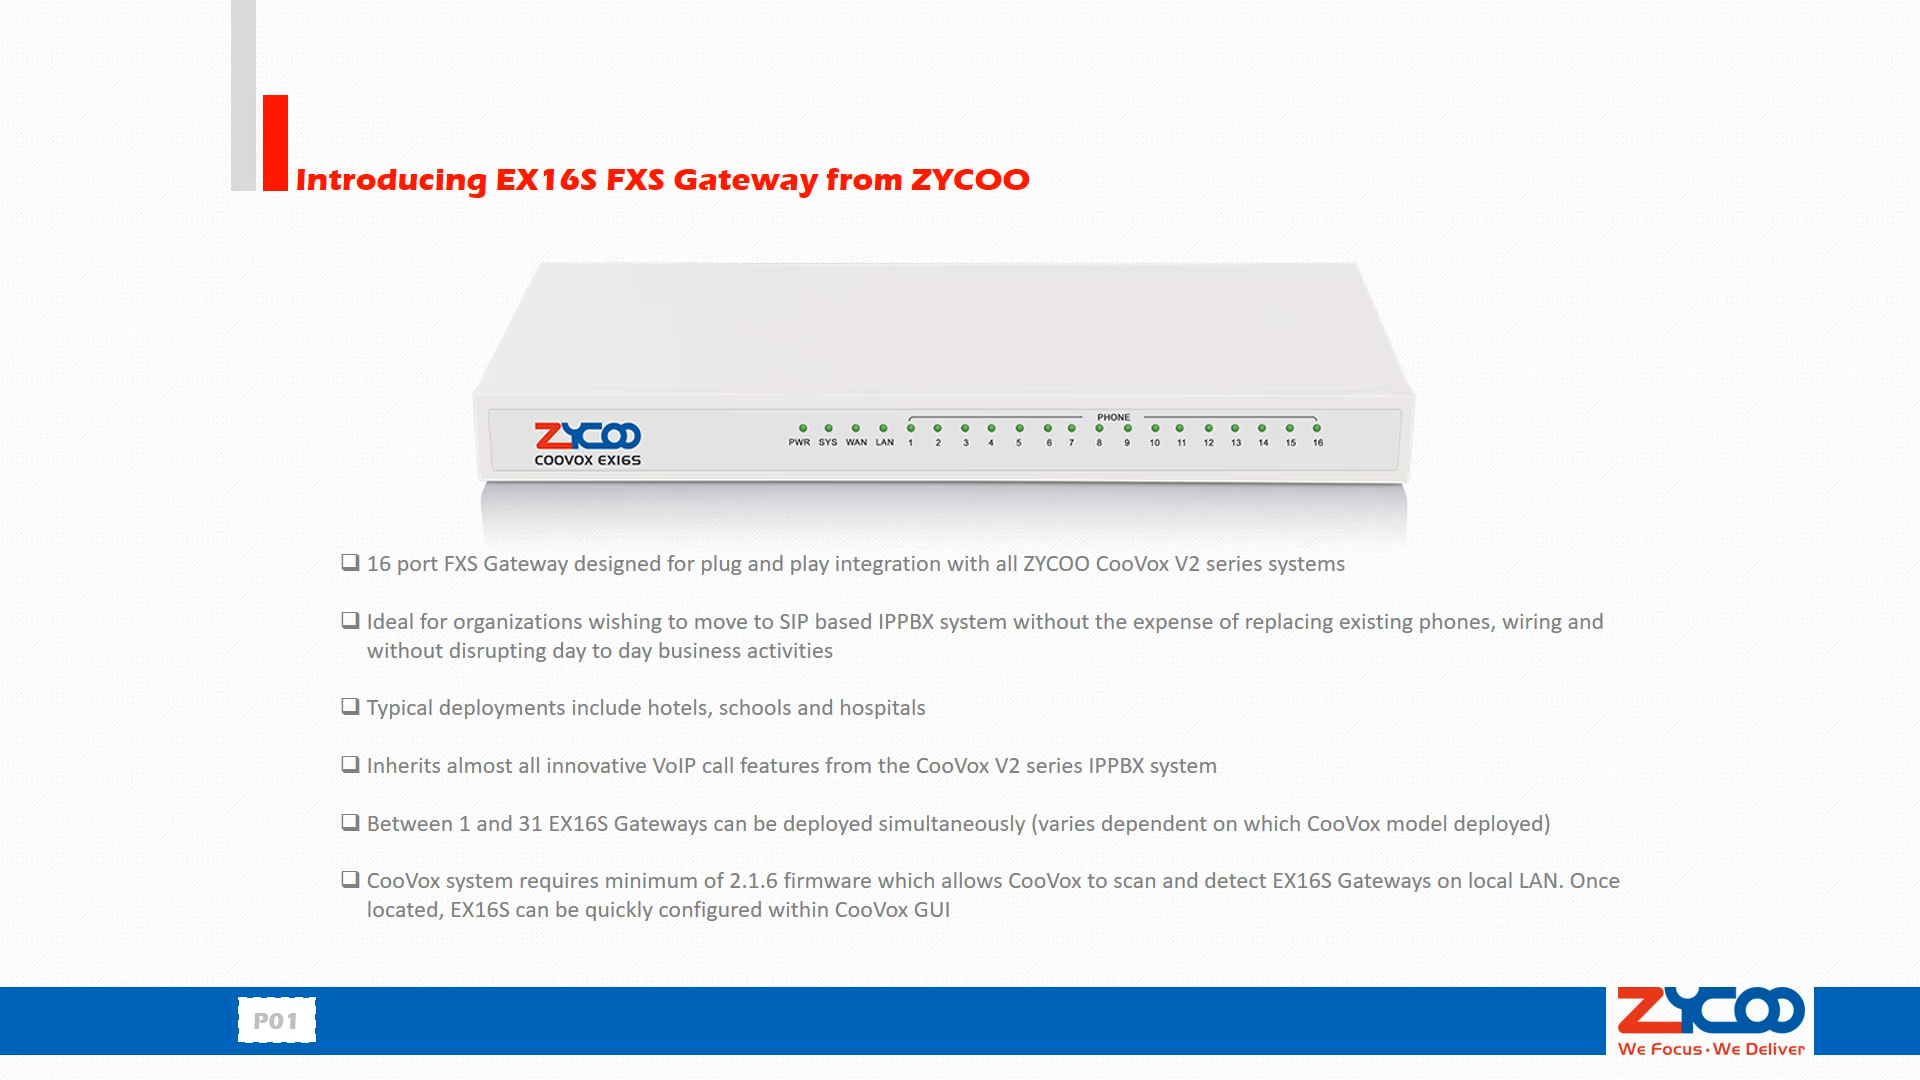 Introducing EX16S FXS Gateway from ZYCOO
PHONE
PWR SYS WAN LAN 1 2 3 4 5 6 7 8 9 10 11 12 13 14 15 16
ZYCOO
COOVOX EX16S
❑ 16 port FXS Gateway designed for plug and play integration with all ZYCOO CooVox V2 series systems
❑ Ideal for organizations wishing to move to SIP based IPPBX system without the expense of replacing existing phones, wiring and
without disrupting day to day business activities
❑ Typical deployments include hotels, schools and hospitals
❑ Inherits almost all innovative VoIP call features from the CooVox V2 series IPPBX system
❑ Between 1 and 31 EX16S Gateways can be deployed simultaneously (varies dependent on which CooVox model deployed)
❑ CooVox system requires minimum of 2.1.6 firmware which allows CooVox to scan and detect EX16S Gateways on local LAN. Once
located, EX16S can be quickly configured within CooVox GUI
P01
ZYCOO
We Focus·We Deliver